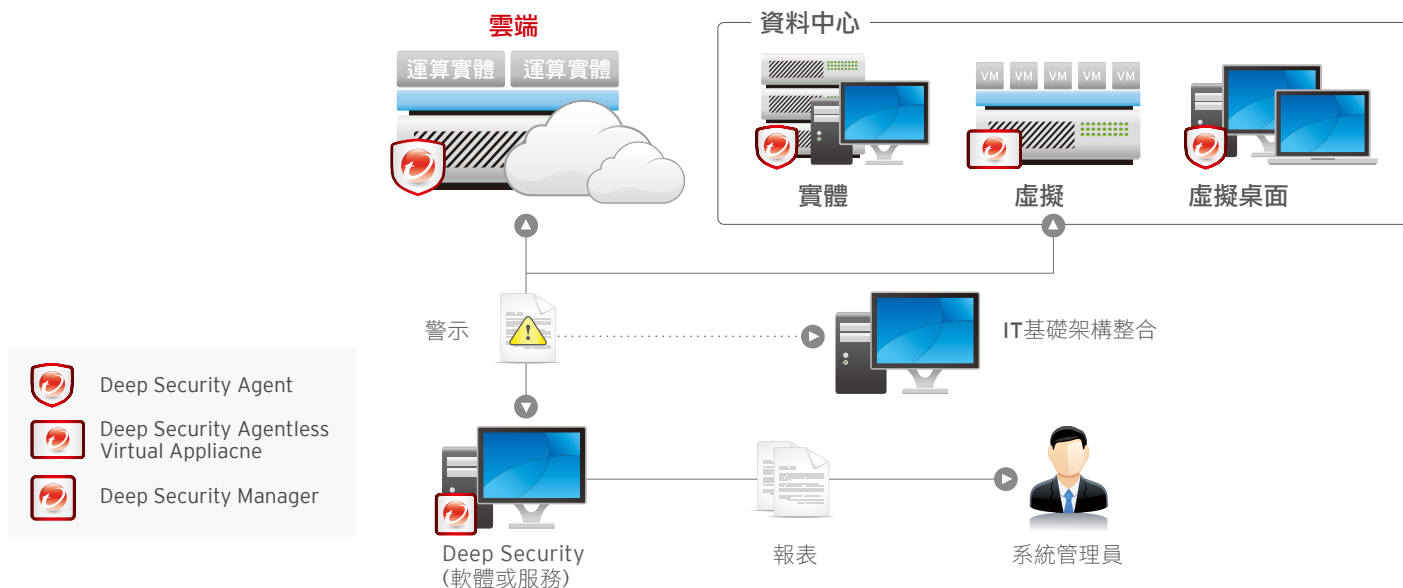 雲端
資料中心
運算實體
運算實體
VM VM VM VM VM
實體
虛擬
虛擬桌面
警示
IT基礎架構整合
Deep Security Agent
Deep Security Agentless
Virtual Appliacne
Deep Security Manager
Deep Security
(軟體或服務)
報表
系統管理員